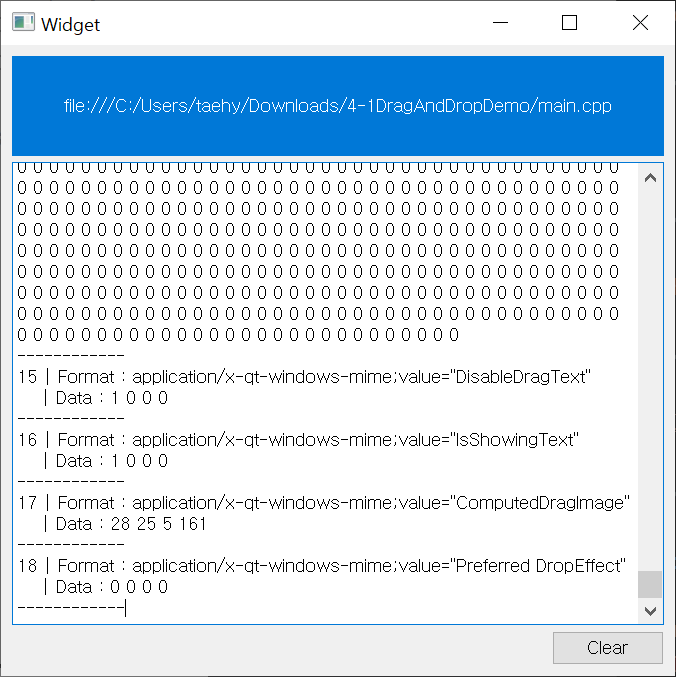 Widget
file:///C:/Users/taehy/Downloads/4-1DragAndDropDemo/main.cpp
0 0 0 0 0 0 0 0 0 0 0 0 0 0 0 0 0 0 0 0 0 0 0 0 0 0 0 0 0 0 0 0 0 0 0 0 0 0
0 0 0 0 0 0 0 0 0 0 0 0 0 0 0 0 0 0 0 0 0 0 0 0 0 0 0 0 0 0 0 0 0 0 0 0 0 0
0 0 0 0 0 0 0 0 0 0 0 0 0 0 0 0 0 0 0 0 0 0 0 0 0 0 0 0 0 0 0 0 0 0 0 0 0 0
0 0 0 0 0 0 0 0 0 0 0 0 0 0 0 0 0 0 0 0 0 0 0 0 0 0 0 0 0 0 0 0 0 0 0 0 0 0
0 0 0 0 0 0 0 0 0 0 0 0 0 0 0 0 0 0 0 0 0 0 0 0 0 0 0 0 0 0 0 0 0 0 0 0 0 0
0 0 0 0 0 0 0 0 0 0 0 0 0 0 0 0 0 0 0 0 0 0 0 0 0 0 0 0 0 0 0 0 0 0 0 0 0 0
0 0 0 0 0 0 0 0 0 0 0 0 0 0 0 0 0 0 0 0 0 0 0 0 0 0 0 0 0 0 0 0 0 0 0 0 0 0
0 0 0 0 0 0 0 0 0 0 0 0 0 0 0 0 0 0 0 0 0 0 0 0 0 0 0 0 0 0 0 0 0 0 0 0 0 0
0 0 0 0 0 0 0 0 0 0 0 0 0 0 0 0 0 0 0 0 0 0 0 0 0 0 0 0
------------
15 | Format : application/x-qt-windows-mime;value="DisableDragText"
| Data : 1 0 0 0
------------
16 | Format : application/x-qt-windows-mime;value="IsShowingText"
| Data : 1 0 0 0
------------
17 | Format : application/x-qt-windows-mime;value="ComputedDragImage"
| Data : 28 25 5 161
------------
18 | Format : application/x-qt-windows-mime;value="Preferred DropEffect"
| Data : 0 0 0 0
------------
Clear